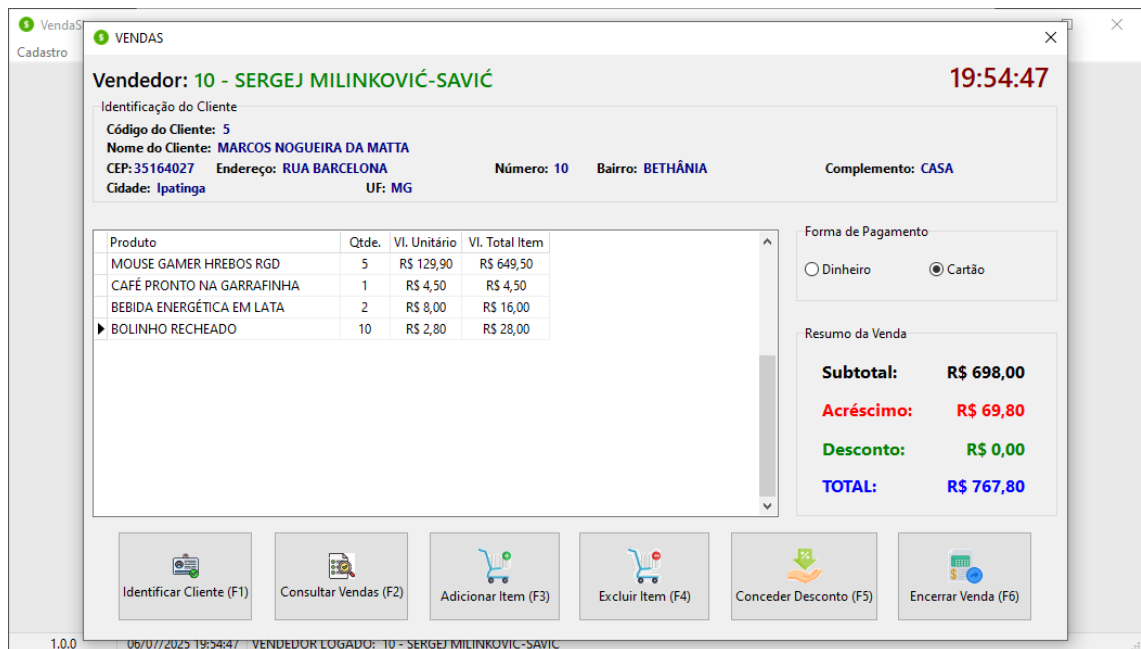 VendaS
VENDAS
Cadastro
Vendedor: 10 - SERGEJ MILINKOVIĆ-SAVIĆ 19:54:47
Identificação do Cliente
Código do Cliente: 5
Nome do Cliente: MARCOS NOGUEIRA DA MATTA
CEP: 35164027 Endereço: RUA BARCELONA Número: 10 Bairro: BETHÂNIA Complemento: CASA
Cidade: Ipatinga UF: MG
Produto Qtde. Vl. Unitário Vl. Total Item
MOUSE GAMER HREBOS RGD 5 R$ 129,90 R$ 649,50
CAFÉ PRONTO NA GARRAFINHA 1 R$ 4,50 R$ 4,50
BEBIDA ENERGÉTICA EM LATA 2 R$ 8,00 R$ 16,00
BOLINHO RECHEADO 10 R$ 2,80 R$ 28,00
Forma de Pagamento
Dinheiro Cartão
Resumo da Venda
Subtotal: R$ 698,00
Acréscimo: R$ 69,80
Desconto: R$ 0,00
TOTAL: R$ 767,80
Identificar Cliente (F1) Consultar Vendas (F2) Adicionar Item (F3) Excluir Item (F4) Conceder Desconto (F5) Encerrar Venda (F6)
1.0.0 06/07/2025 19:54:47 VENDEDOR LOGADO: 10 - SERGEJ MILINKOVIĆ-SAVIĆ